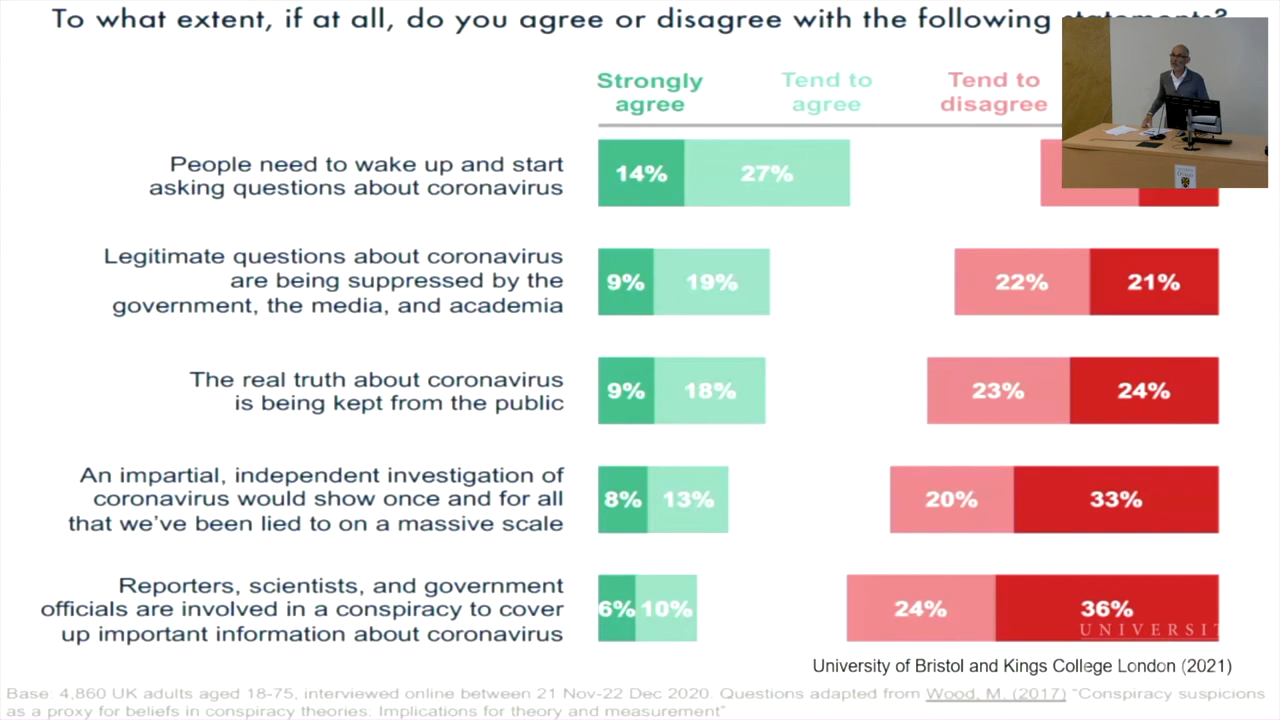 To what extent, if at all, do you agree or disagree with the following statements?
Strongly agree
Tend to agree
Tend to disagree
People need to wake up and start
asking questions about coronavirus
14% 27%
Legitimate questions about coronavirus
are being suppressed by the
government, the media, and academia
9% 19% 22% 21%
The real truth about coronavirus
is being kept from the public
9% 18% 23% 24%
An impartial, independent investigation of
coronavirus would show once and for all
that we've been lied to on a massive scale
8% 13% 20% 33%
Reporters, scientists, and government
officials are involved in a conspiracy to cover
up important information about coronavirus
6% 10% 24% 36%
UNIVERSIT
University of Bristol and Kings College London (2021)
Base: 4,860 UK adults aged 18-75, interviewed online between 21 Nov-22 Dec 2020. Questions adapted from Wood, M. (2017) "Conspiracy suspicions
as a proxy for beliefs in conspiracy theories: Implications for theory and measurement"